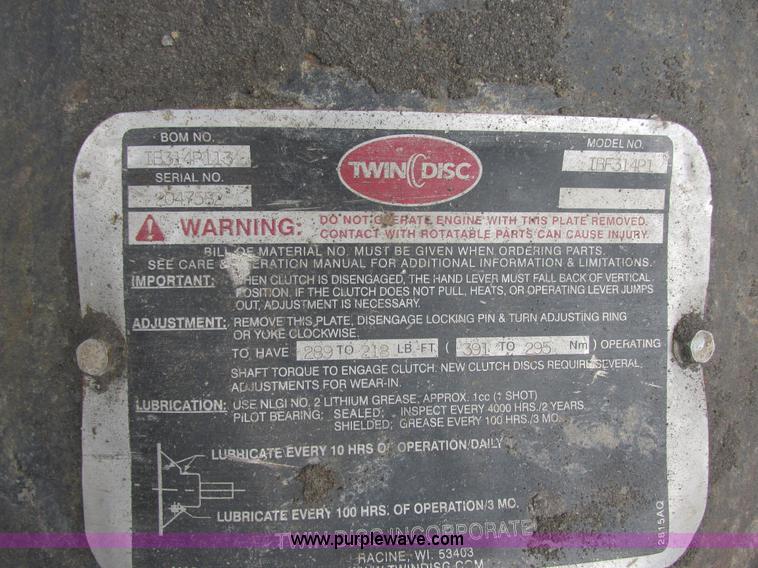 BOM NO.
SERIAL NO.
TWIN DISC
MODEL NO.
WARNING: DO NOT OPERATE ENGINE WITH THIS PLATE REMOVED.
CONTACT WITH ROTATABLE PARTS CAN CAUSE INJURY.
BILL OF MATERIAL NO. MUST BE GIVEN WHEN ORDERING PARTS.
SEE CARE & OPERATION MANUAL FOR ADDITIONAL INFORMATION & LIMITATIONS.
IMPORTANT: WHEN CLUTCH IS DISENGAGED, THE HAND LEVER MUST FALL BACK OF VERTICAL
POSITION. IF THE CLUTCH DOES NOT PULL, HEATS, OR OPERATING LEVER JUMPS
OUT, ADJUSTMENT IS NECESSARY.
ADJUSTMENT: REMOVE THIS PLATE, DISENGAGE LOCKING PIN & TURN ADJUSTING RING
OR YOKE CLOCKWISE.
TO HAVE 289 TO 218 LB-FT ( 391 TO 295 Nm) OPERATING
SHAFT TORQUE TO ENGAGE CLUTCH. NEW CLUTCH DISCS REQUIRE SEVERAL
ADJUSTMENTS FOR WEAR-IN.
LUBRICATION: USE NLGI NO. 2 LITHIUM GREASE, APPROX. 1cc (1 SHOT)
PILOT BEARING: SEALED; INSPECT EVERY 4000 HRS./2 YEARS
SHIELDED; GREASE EVERY 100 HRS./3 MO.
LUBRICATE EVERY 10 HRS OF OPERATION/DAILY
LUBRICATE EVERY 100 HRS. OF OPERATION/3 MO.
2815AQ
TWIN DISC INCORPORATED
www.purplewave.com
RACINE, WI. 53403
WWW.TWINDISC.COM